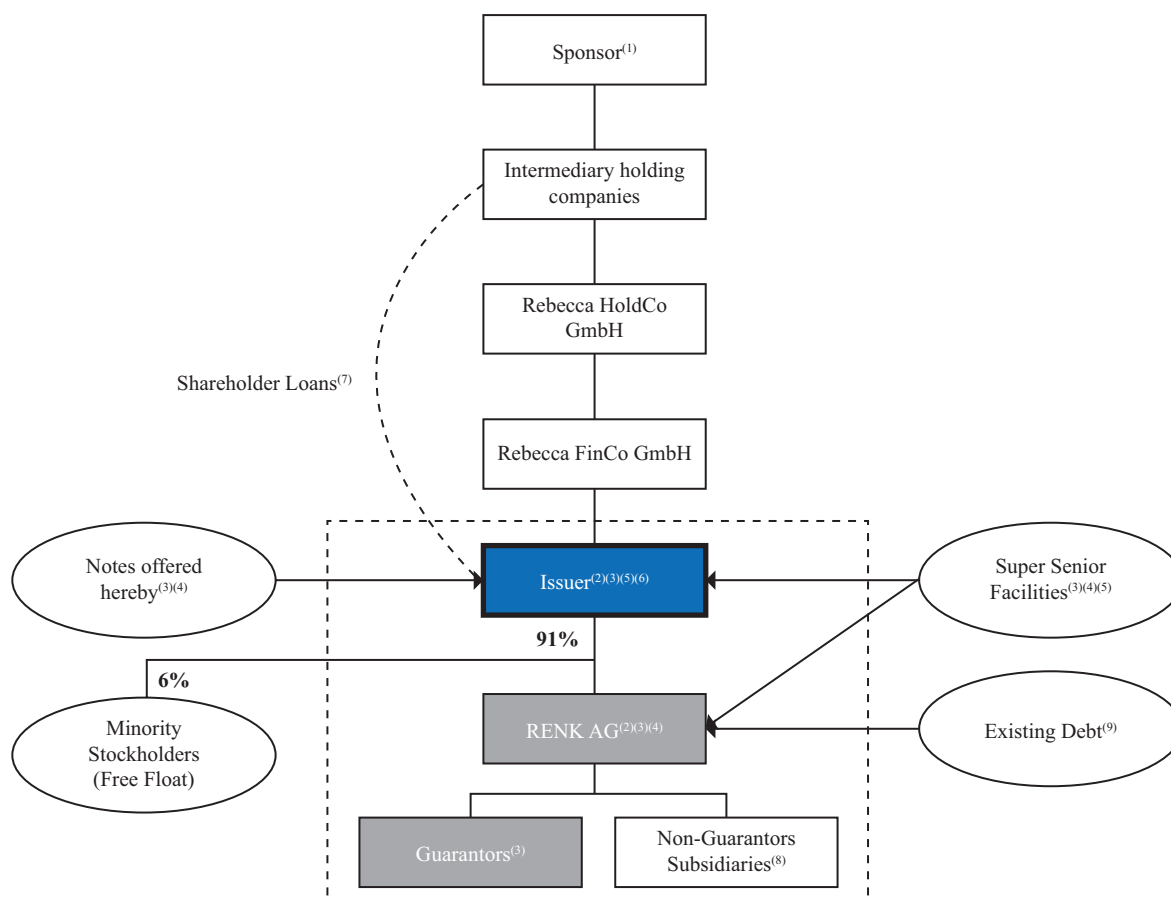 Sponsor(1)
Intermediary holding
companies
Rebecca HoldCo
GmbH
Shareholder Loans(7)
Rebecca FinCo GmbH
Notes offered
hereby(3)(4)
Issuer(2)(3)(5)(6)
Super Senior
Facilities(3)(4)(5)
91%
6%
Minority
Stockholders
(Free Float)
RENK AG(2)(3)(4)
Existing Debt(9)
Guarantors(3)
Non-Guarantors
Subsidiaries(8)